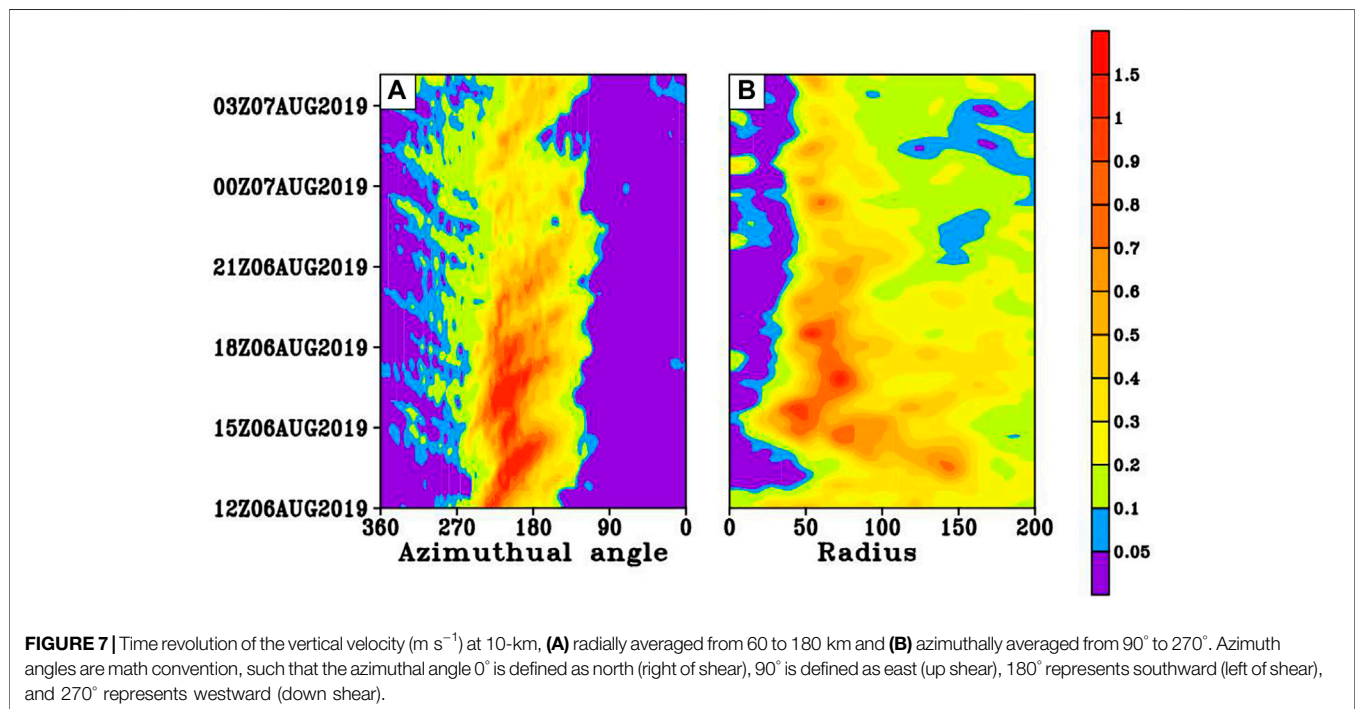 A
B
03Z07AUG2019
00Z07AUG2019
21Z06AUG2019
18Z06AUG2019
15Z06AUG2019
12Z06AUG2019
360 270 180 90 0
Azimuthual angle
0 50 100 150 200
Radius
1.5
1
0.9
0.8
0.7
0.6
0.5
0.4
0.3
0.2
0.1
0.05
FIGURE 7 | Time revolution of the vertical velocity (m s⁻¹) at 10-km, (A) radially averaged from 60 to 180 km and (B) azimuthally averaged from 90° to 270°. Azimuth
angles are math convention, such that the azimuthal angle 0° is defined as north (right of shear), 90° is defined as east (up shear), 180° represents southward (left of shear),
and 270° represents westward (down shear).